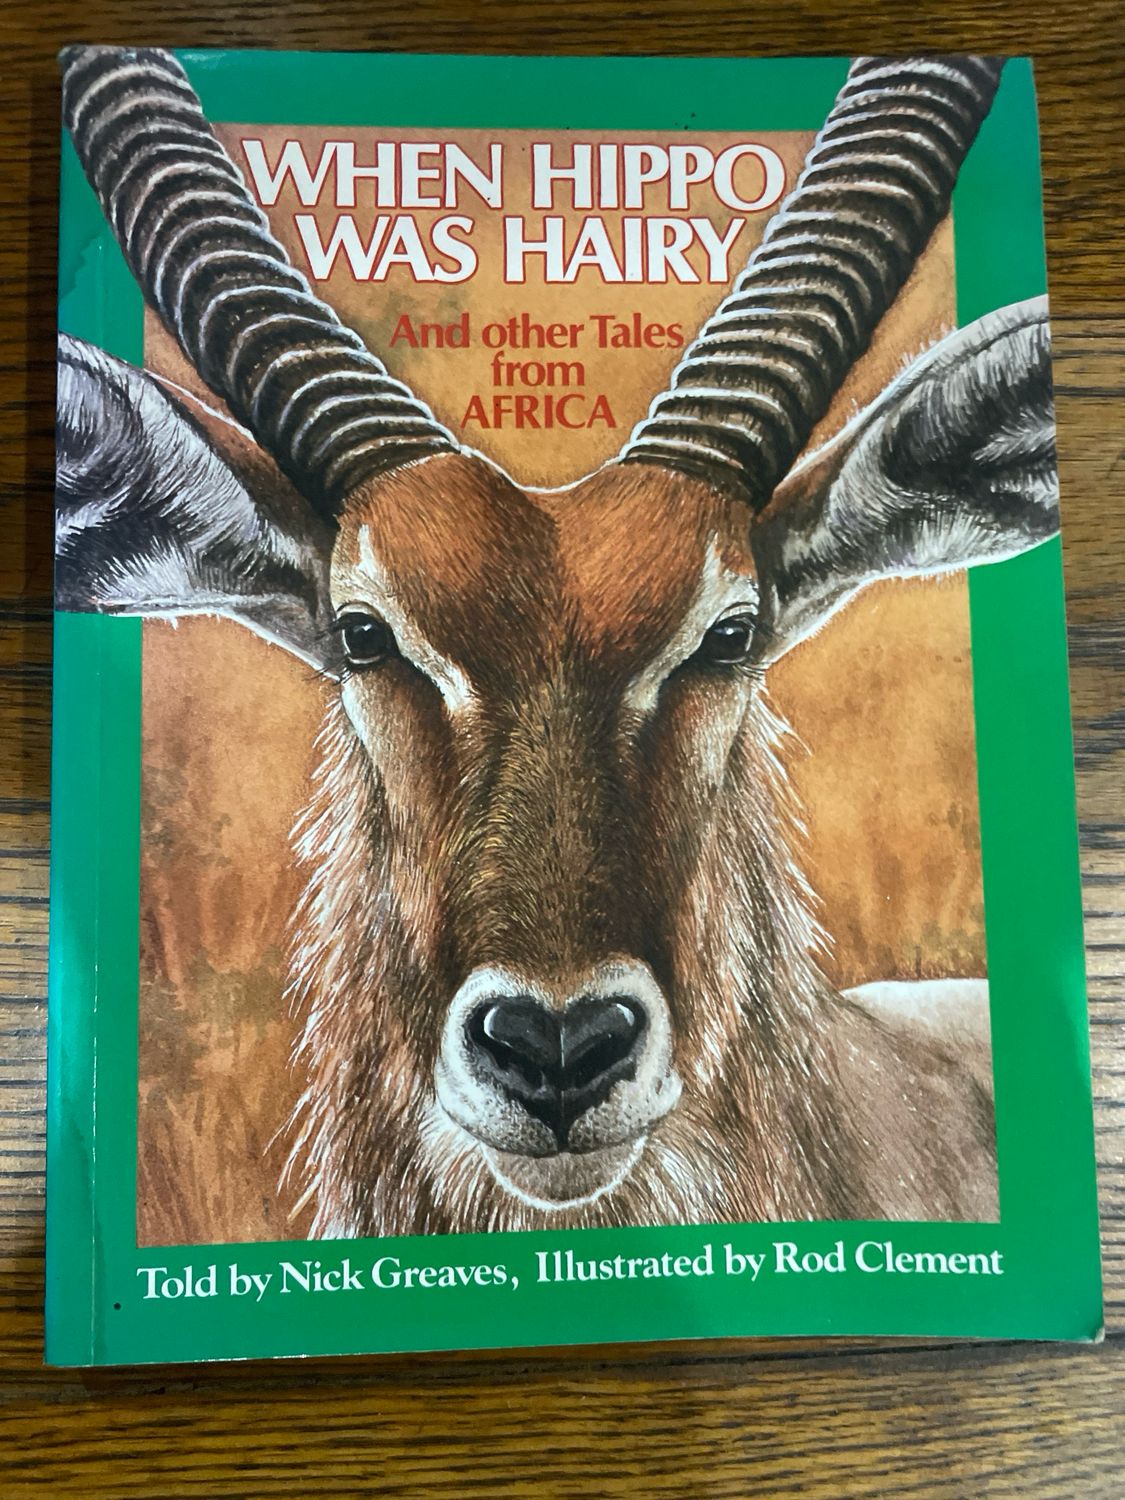 WHEN HIPPO
WAS HAIRY
And other Tales
from
AFRICA
Told by Nick Greaves, Illustrated by Rod Clement